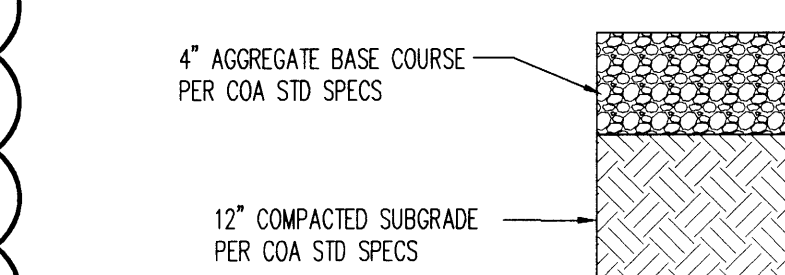 4" AGGREGATE BASE COURSE
PER COA STD SPECS
12" COMPACTED SUBGRADE
PER COA STD SPECS